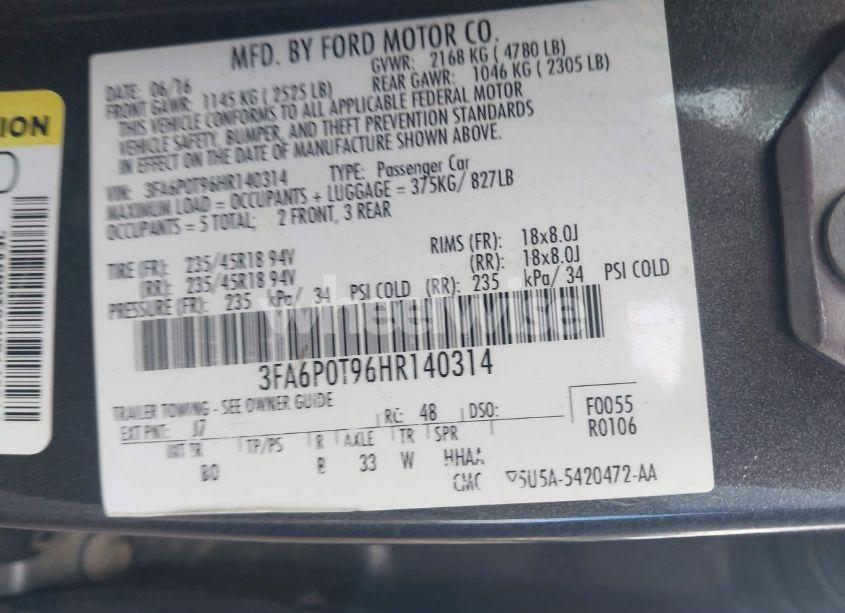 MFD. BY FORD MOTOR CO.
DATE: 06/16
GVWR: 2168 KG ( 4780 LB)
FRONT GAWR: 1145 KG ( 2525 LB)
REAR GAWR: 1046 KG ( 2305 LB)
THIS VEHICLE CONFORMS TO ALL APPLICABLE FEDERAL MOTOR
VEHICLE SAFETY, BUMPER, AND THEFT PREVENTION STANDARDS
IN EFFECT ON THE DATE OF MANUFACTURE SHOWN ABOVE.
VIN: 3FA6P0T96HR140314 TYPE: Passenger Car
MAXIMUM LOAD = OCCUPANTS + LUGGAGE = 375KG/ 827LB
OCCUPANTS = 5 TOTAL; 2 FRONT, 3 REAR
TIRE (FR): 235/45R18 94V RIMS (FR): 18x8.0J
(RR): 235/45R18 94V (RR): 18x8.0J
PRESSURE (FR): 235 kPa/ 34 PSI COLD (RR): 235 kPa/ 34 PSI COLD
wheelwise
3FA6P0T96HR140314
TRAILER TOWING - SEE OWNER GUIDE
EXT PNT: J7 RC: 48 DSO: F0055
R0106
INT TR TP/PS R AXLE TR SPR
BO B 33 W HHAA
CMC ▽5U5A-5420472-AA
ION